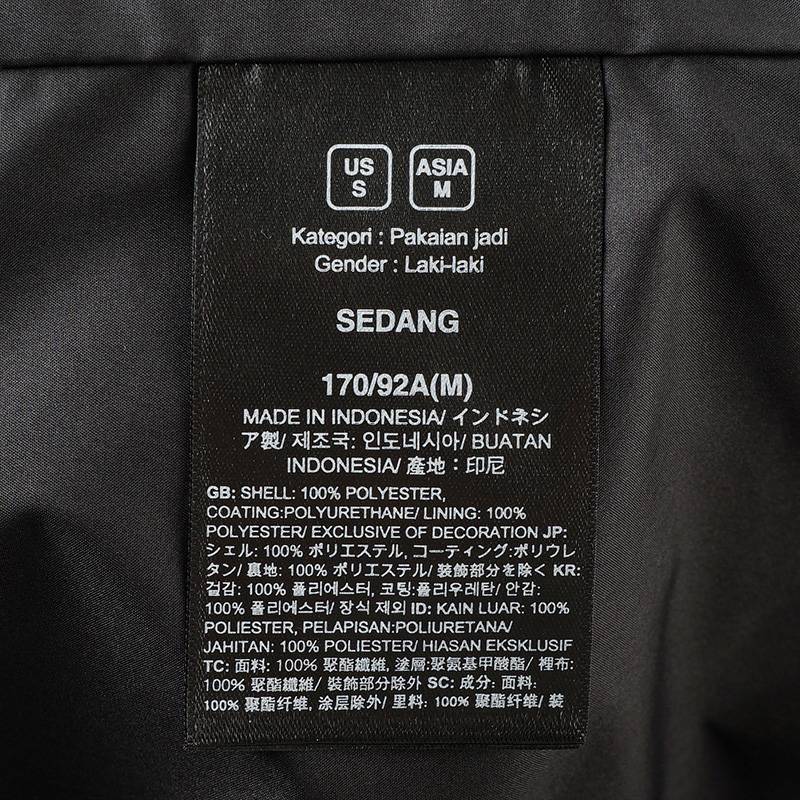 US
S
ASIA
M
Kategori : Pakaian jadi
Gender : Laki-laki
SEDANG
170/92A(M)
MADE IN INDONESIA/ インドネシ
ア製/ 제조국: 인도네시아/ BUATAN
INDONESIA/ 產地：印尼
GB: SHELL: 100% POLYESTER,
COATING:POLYURETHANE/ LINING: 100%
POLYESTER/ EXCLUSIVE OF DECORATION JP:
シェル: 100% ポリエステル, コーティング:ポリウレ
タン/ 裏地: 100% ポリエステル/ 装飾部分を除く KR:
겉감: 100% 폴리에스터, 코팅:폴리우레탄/ 안감:
100% 폴리에스터/ 장식 제외 ID: KAIN LUAR: 100%
POLIESTER, PELAPISAN:POLIURETANA/
JAHITAN: 100% POLIESTER/ HIASAN EKSKLUSIF
TC: 面料: 100% 聚酯纖維, 塗層:聚氨基甲酸酯/ 裡布:
100% 聚酯纖維/ 裝飾部分除外 SC: 成分: 面料:
100% 聚酯纤维, 涂层除外/ 里料: 100% 聚酯纤维/ 装